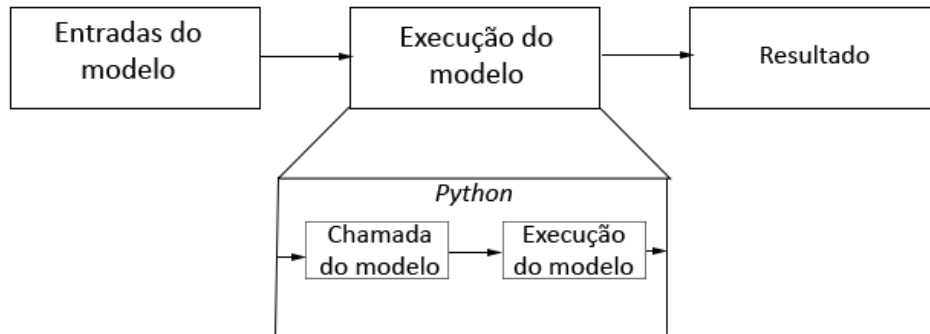 Entradas do
modelo
Execução do
modelo
Resultado
Python
Chamada
do modelo
Execução
do modelo